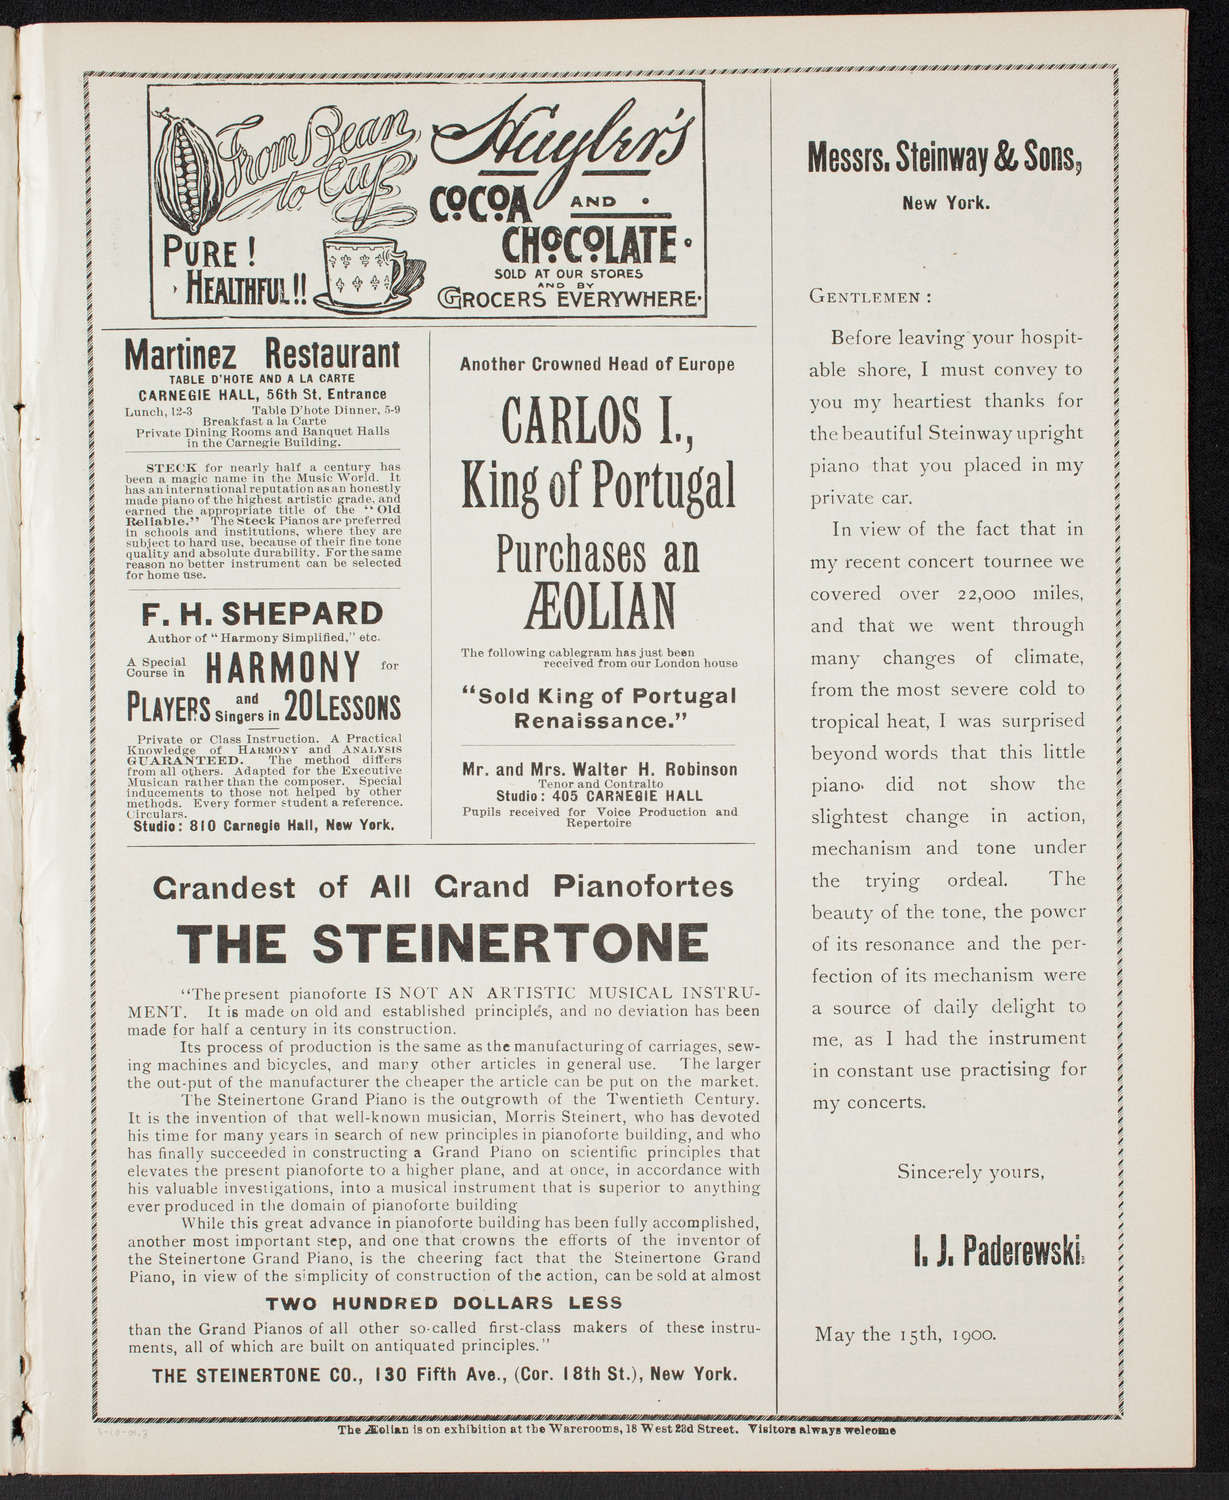 From Bean
to Cup
PURE!
HEALTHFUL!!
Huyler's
COCOA AND
CHOCOLATE
SOLD AT OUR STORES
AND BY
GROCERS EVERYWHERE.
Martinez Restaurant
TABLE D'HOTE AND A LA CARTE
CARNEGIE HALL, 56th St. Entrance
Lunch, 12-3 Table D'hote Dinner, 5-9
Breakfast a la Carte
Private Dining Rooms and Banquet Halls
in the Carnegie Building.
STECK for nearly half a century has
been a magic name in the Music World. It
has an international reputation as an honestly
made piano of the highest artistic grade, and
earned the appropriate title of the "Old
Reliable." The Steck Pianos are preferred
in schools and institutions, where they are
subject to hard use, because of their fine tone
quality and absolute durability. For the same
reason no better instrument can be selected
for home use.
F. H. SHEPARD
Author of "Harmony Simplified," etc.
A Special
Course in HARMONY for
PLAYERS and
Singers in 20 LESSONS
Private or Class Instruction. A Practical
Knowledge of HARMONY and ANALYSIS
GUARANTEED. The method differs
from all others. Adapted for the Executive
Musican rather than the composer. Special
inducements to those not helped by other
methods. Every former student a reference.
Circulars.
Studio: 810 Carnegie Hall, New York.
Another Crowned Head of Europe
CARLOS I.,
King of Portugal
Purchases an
ÆOLIAN
The following cablegram has just been
received from our London house
"Sold King of Portugal
Renaissance."
Mr. and Mrs. Walter H. Robinson
Tenor and Contralto
Studio: 405 CARNEGIE HALL
Pupils received for Voice Production and
Repertoire
Grandest of All Grand Pianofortes
THE STEINERTONE
"The present pianoforte IS NOT AN ARTISTIC MUSICAL INSTRU-
MENT. It is made on old and established principles, and no deviation has been
made for half a century in its construction.
Its process of production is the same as the manufacturing of carriages, sew-
ing machines and bicycles, and many other articles in general use. The larger
the out-put of the manufacturer the cheaper the article can be put on the market.
The Steinertone Grand Piano is the outgrowth of the Twentieth Century.
It is the invention of that well-known musician, Morris Steinert, who has devoted
his time for many years in search of new principles in pianoforte building, and who
has finally succeeded in constructing a Grand Piano on scientific principles that
elevates the present pianoforte to a higher plane, and at once, in accordance with
his valuable investigations, into a musical instrument that is superior to anything
ever produced in the domain of pianoforte building
While this great advance in pianoforte building has been fully accomplished,
another most important step, and one that crowns the efforts of the inventor of
the Steinertone Grand Piano, is the cheering fact that the Steinertone Grand
Piano, in view of the simplicity of construction of the action, can be sold at almost
TWO HUNDRED DOLLARS LESS
than the Grand Pianos of all other so-called first-class makers of these instru-
ments, all of which are built on antiquated principles."
THE STEINERTONE CO., 130 Fifth Ave., (Cor. 18th St.), New York.
Messrs. Steinway & Sons,
New York.
GENTLEMEN:
Before leaving your hospit-
able shore, I must convey to
you my heartiest thanks for
the beautiful Steinway upright
piano that you placed in my
private car.
In view of the fact that in
my recent concert tournee we
covered over 22,000 miles,
and that we went through
many changes of climate,
from the most severe cold to
tropical heat, I was surprised
beyond words that this little
piano did not show the
slightest change in action,
mechanism and tone under
the trying ordeal. The
beauty of the tone, the power
of its resonance and the per-
fection of its mechanism were
a source of daily delight to
me, as I had the instrument
in constant use practising for
my concerts.
Sincerely yours,
I. J. Paderewski.
May the 15th, 1900.
The Æolian is on exhibition at the Warerooms, 18 West 23d Street. Visitors always welcome